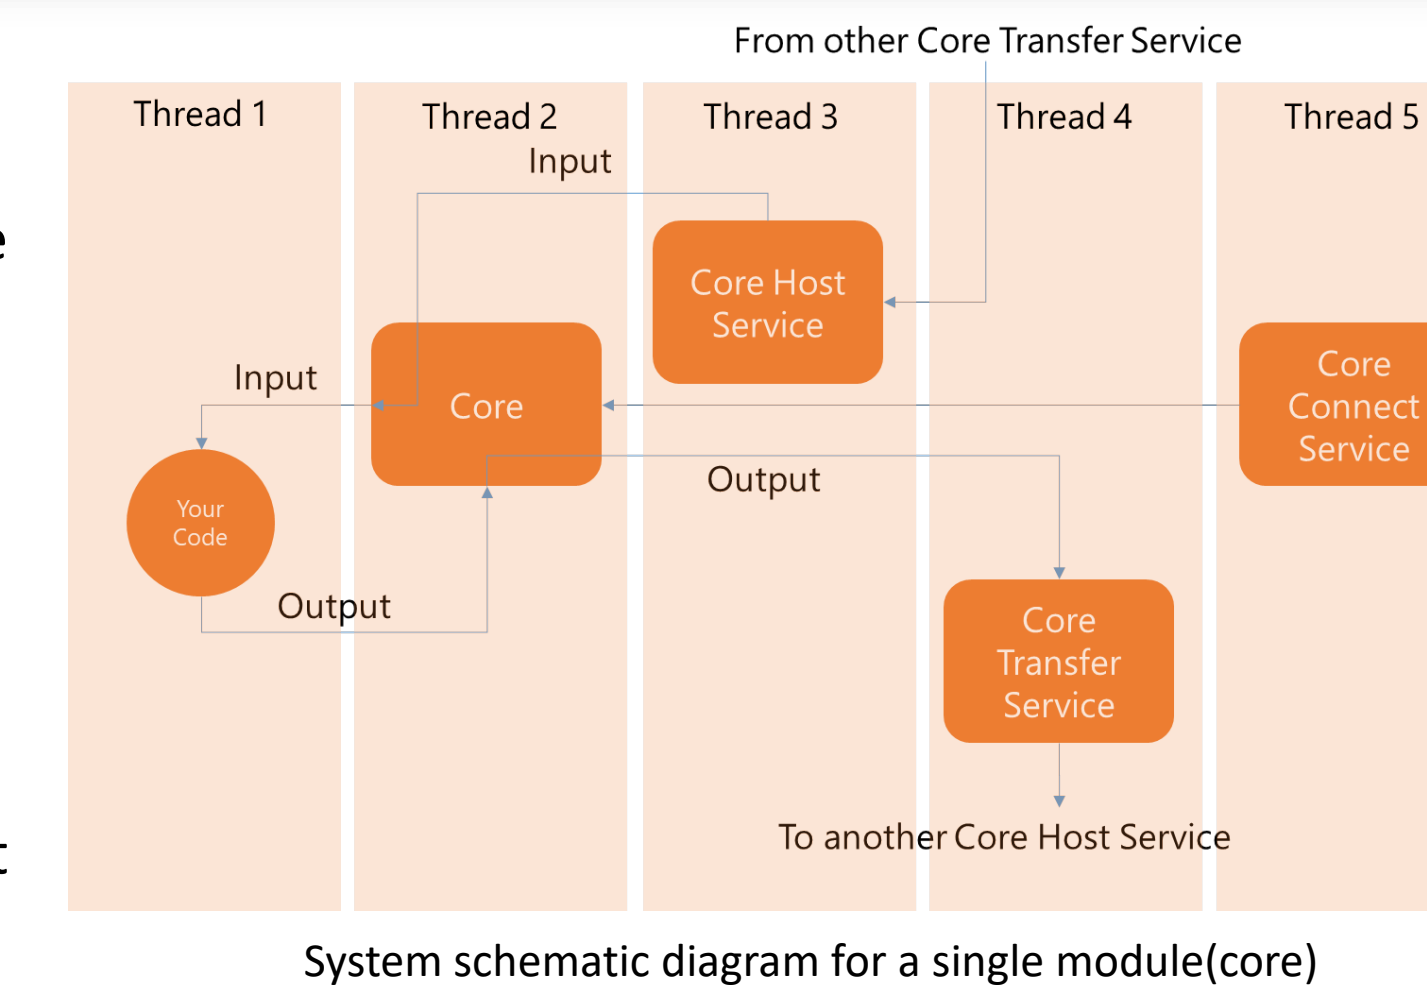 From other Core Transfer Service
Thread 1
Thread 2
Thread 3
Thread 4
Thread 5
Input
Core Host
Service
Input
Core
Core
Connect
Service
Output
Your
Code
Output
Core
Transfer
Service
To another Core Host Service
System schematic diagram for a single module(core)